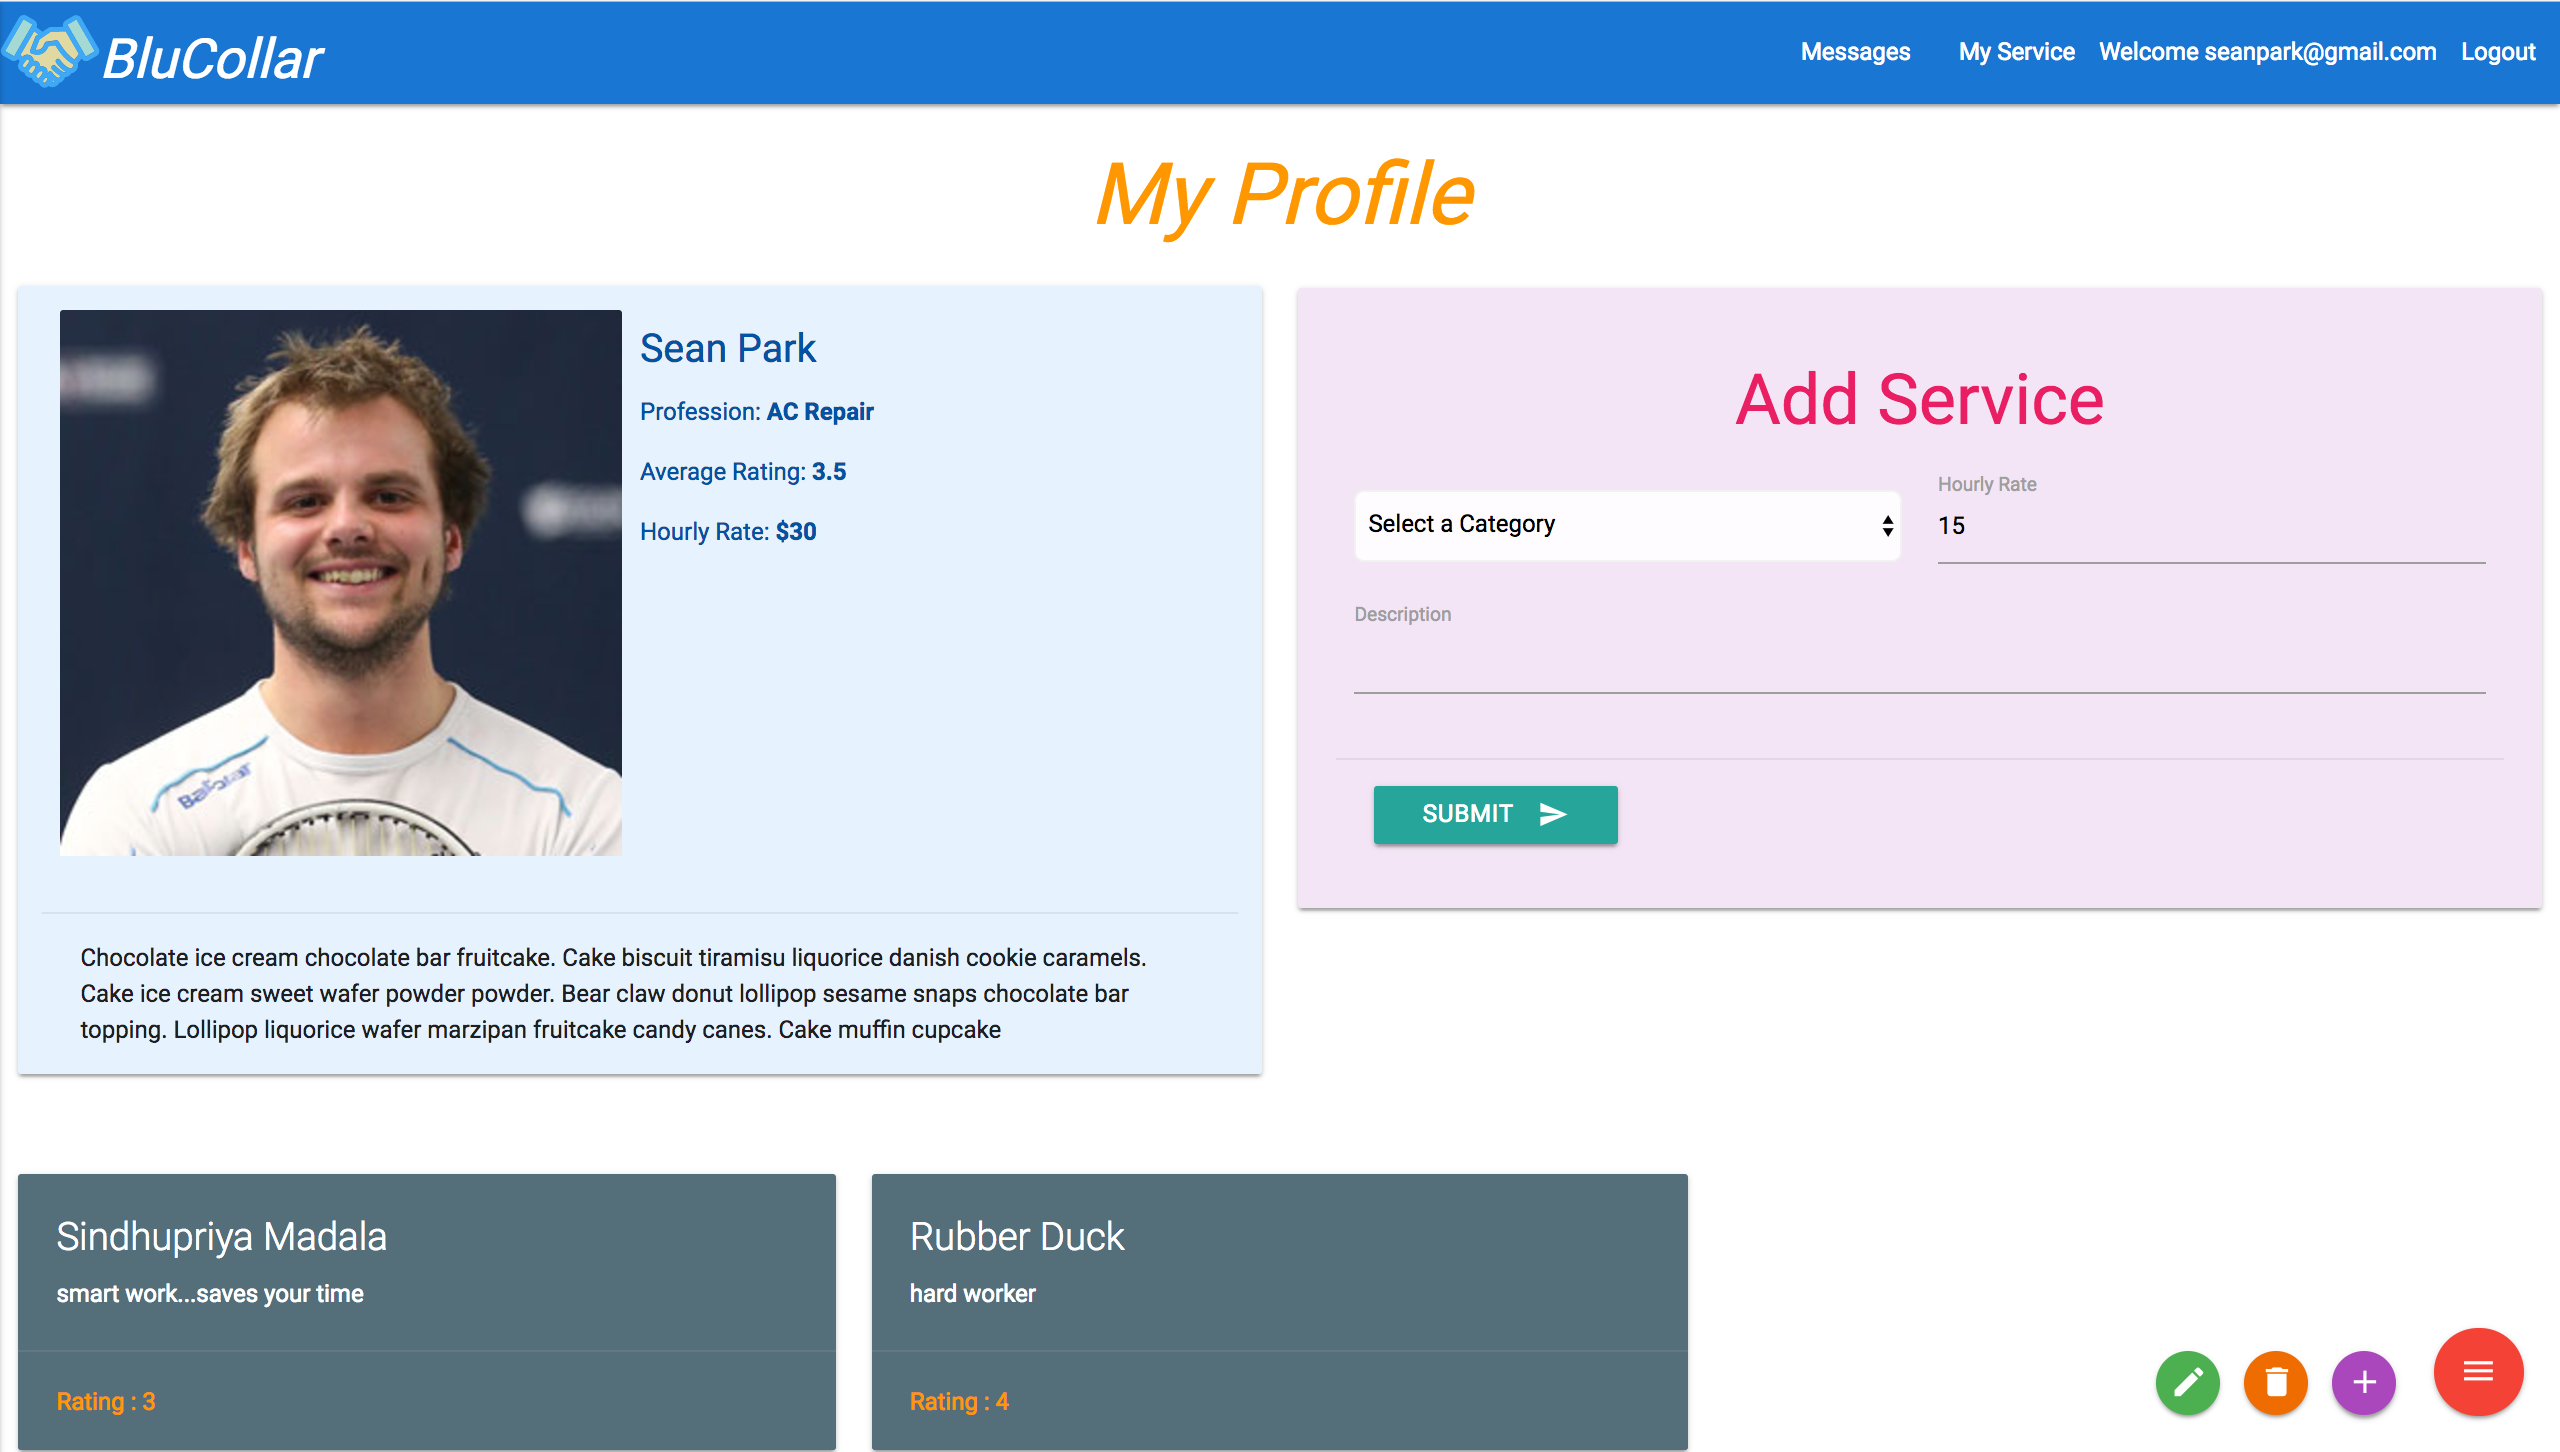 BluCollar
Messages
My Service
Welcome seanpark@gmail.com
Logout
My Profile
Sean Park
Profession: AC Repair
Average Rating: 3.5
Hourly Rate: $30
Chocolate ice cream chocolate bar fruitcake. Cake biscuit tiramisu liquorice danish cookie caramels.
Cake ice cream sweet wafer powder powder. Bear claw donut lollipop sesame snaps chocolate bar
topping. Lollipop liquorice wafer marzipan fruitcake candy canes. Cake muffin cupcake
Add Service
Select a Category
Hourly Rate
15
Description
SUBMIT
Sindhupriya Madala
smart work...saves your time
Rating : 3
Rubber Duck
hard worker
Rating : 4